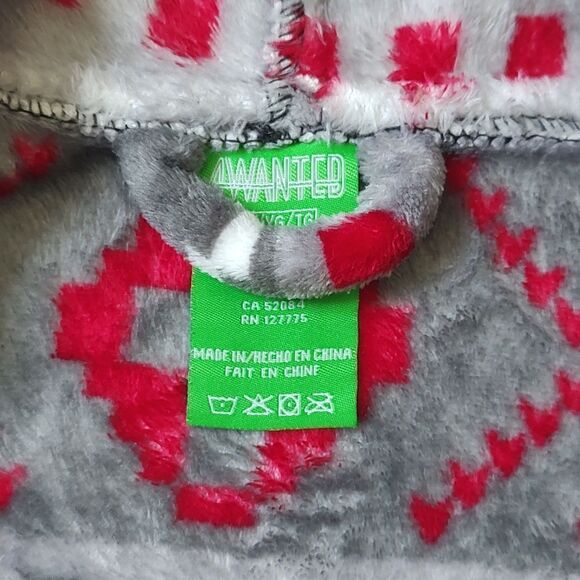 4WANTED
CA 52084
RN 127775
MADE IN/HECHO EN CHINA
FAIT EN CHINE